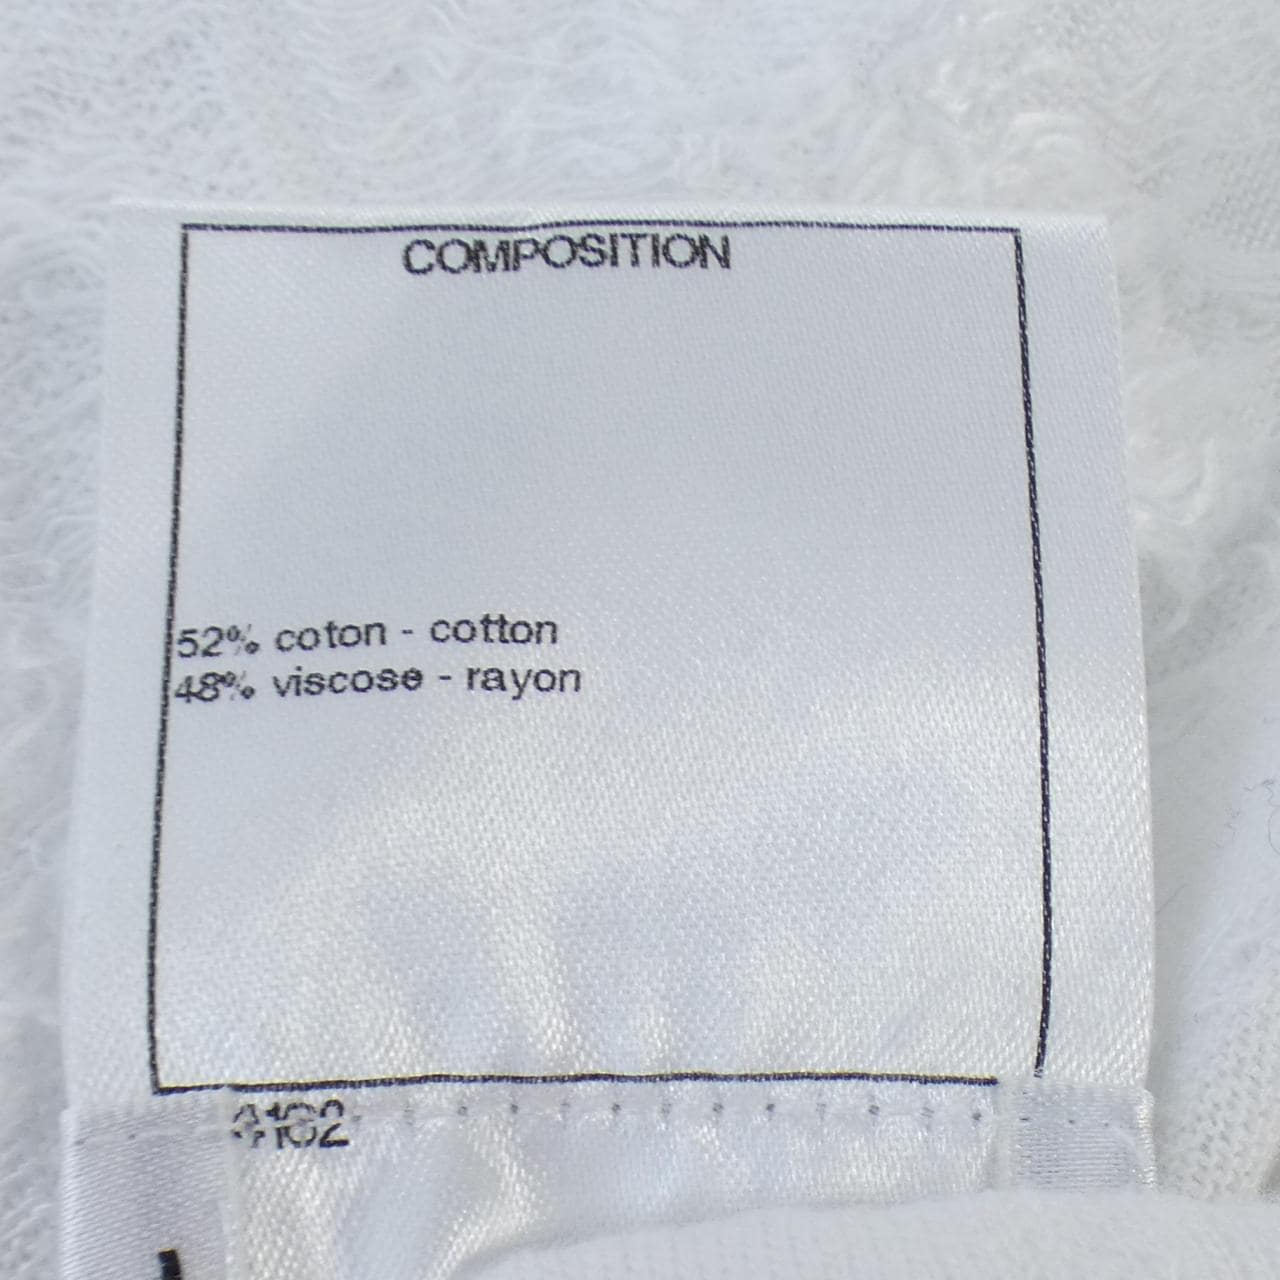 COMPOSITION
52% coton - cotton
48% viscose - rayon